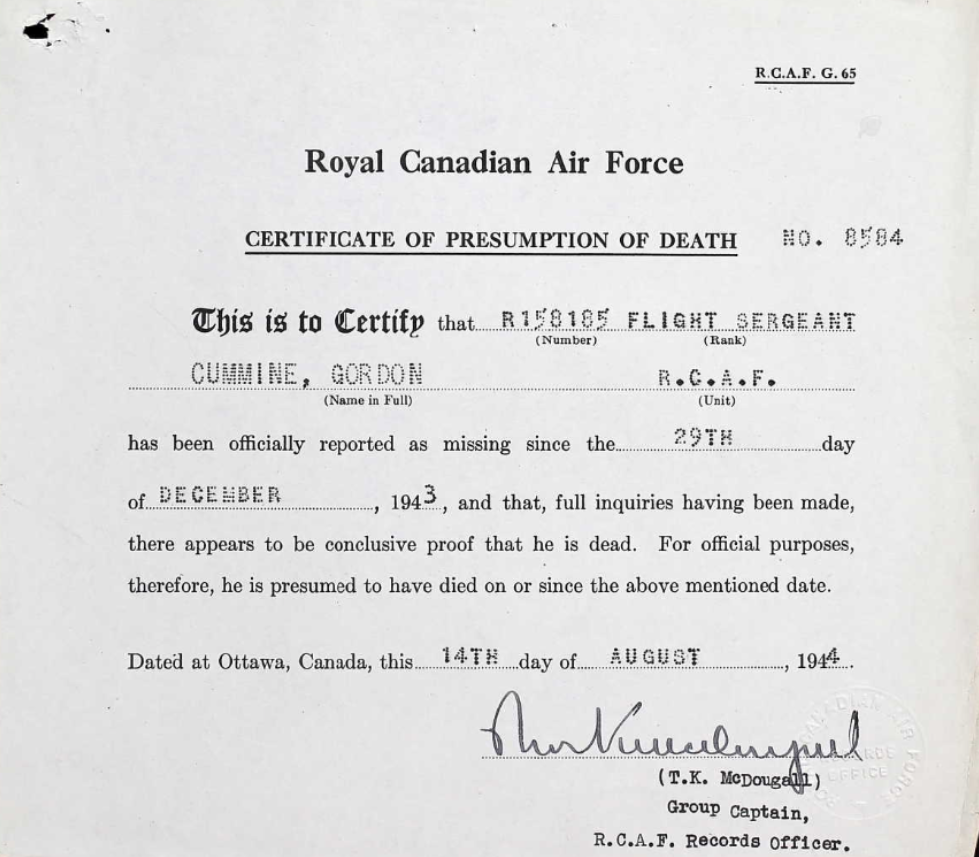 R.C.A.F. G. 65
Royal Canadian Air Force
CERTIFICATE OF PRESUMPTION OF DEATH NO. 8584
This is to Certify that R158185 FLIGHT SERGEANT
(Number) (Rank)
CUMMINE, GORDON R.C.A.F.
(Name in Full) (Unit)
has been officially reported as missing since the 29TH day
of DECEMBER, 1943, and that, full inquiries having been made,
there appears to be conclusive proof that he is dead. For official purposes,
therefore, he is presumed to have died on or since the above mentioned date.
Dated at Ottawa, Canada, this 14TH day of AUGUST, 1944.
(T.K. McDougall)
Group Captain,
R.C.A.F. Records Officer.